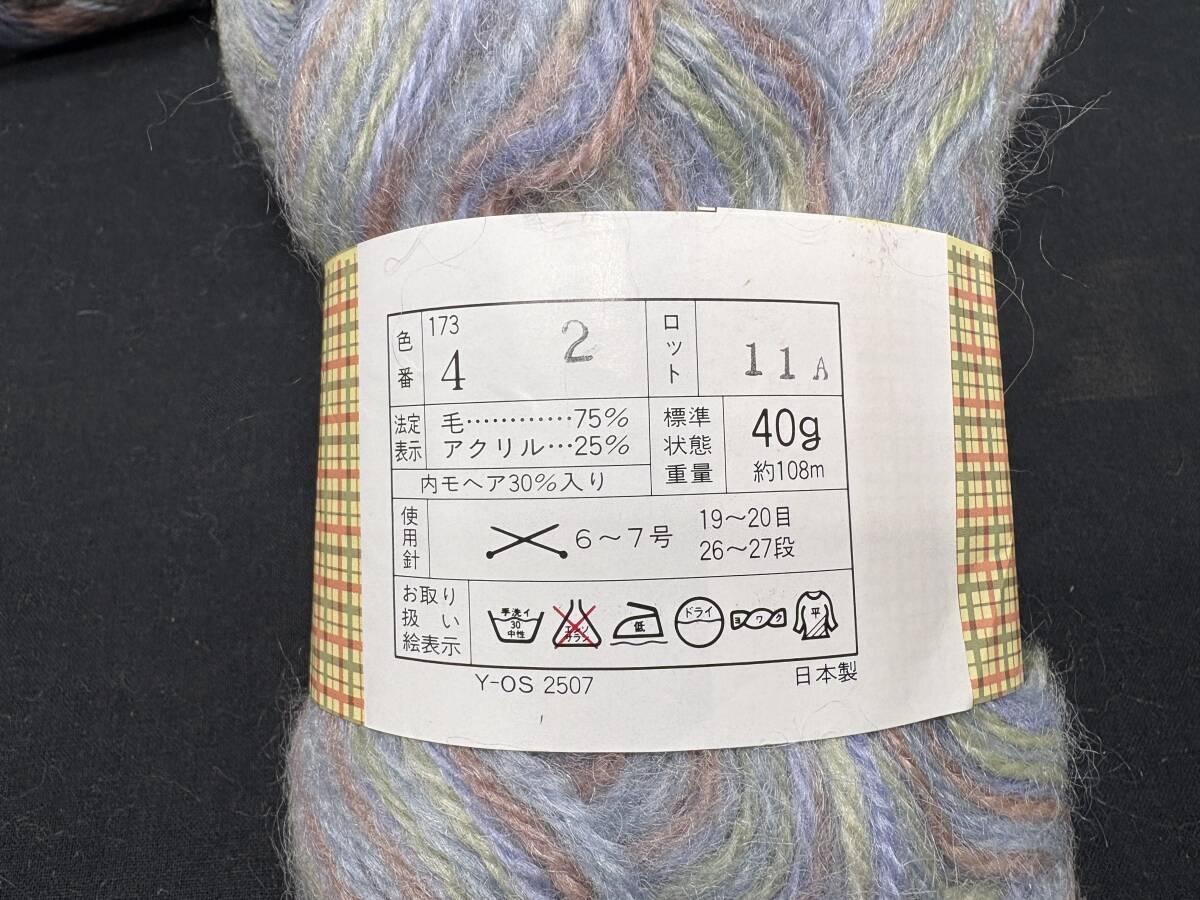 色番
173
4 2
ロット
11A
法定表示
毛…………75%
アクリル…25%
内モヘア30%入り
標準状態重量
40g
約108m
使用針
6〜7号
19〜20目
26〜27段
お取り
扱い
絵表示
手洗イ
30
中性
エンソ
サラシ
低
ドライ
ヨワク
平
Y-OS 2507
日本製